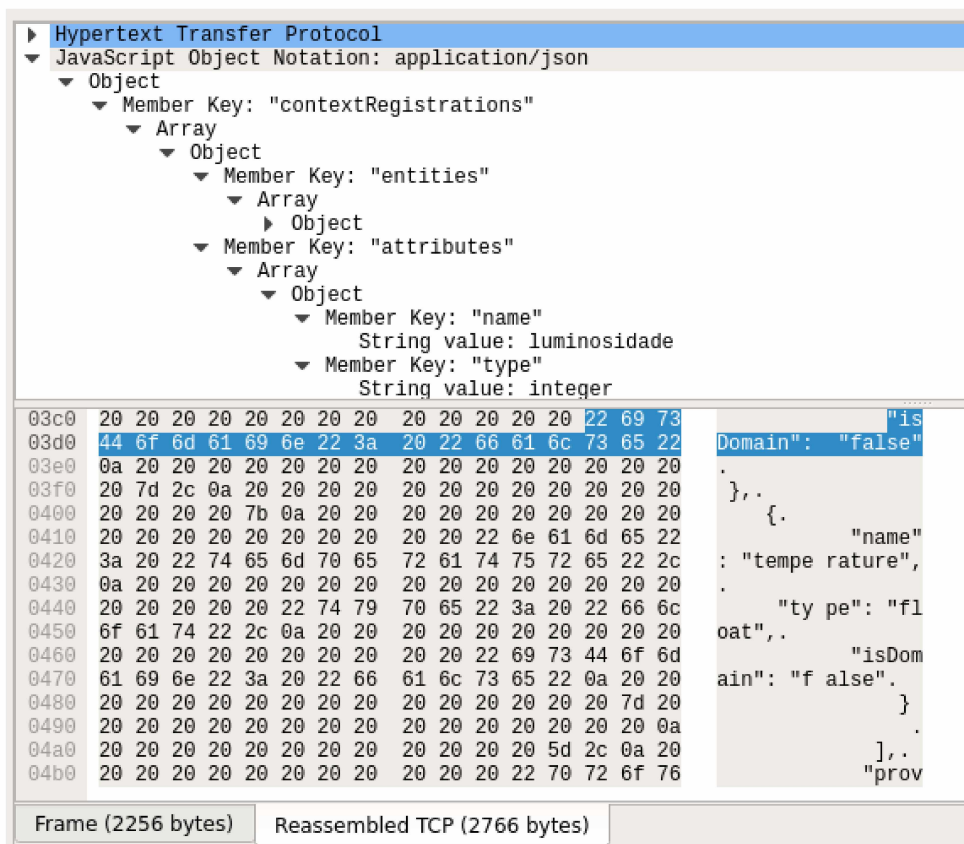 Hypertext Transfer Protocol
JavaScript Object Notation: application/json
Object
Member Key: "contextRegistrations"
Array
Object
Member Key: "entities"
Array
Object
Member Key: "attributes"
Array
Object
Member Key: "name"
String value: luminosidade
Member Key: "type"
String value: integer
03c0 20 20 20 20 20 20 20 20 20 20 20 20 20 22 69 73 "is
03d0 44 6f 6d 61 69 6e 22 3a 20 22 66 61 6c 73 65 22 Domain": "false"
03e0 0a 20 20 20 20 20 20 20 20 20 20 20 20 20 20 20 .
03f0 20 7d 2c 0a 20 20 20 20 20 20 20 20 20 20 20 20 },.
0400 20 20 20 20 7b 0a 20 20 20 20 20 20 20 20 20 20 {.
0410 20 20 20 20 20 20 20 20 20 20 22 6e 61 6d 65 22 "name"
0420 3a 20 22 74 65 6d 70 65 72 61 74 75 72 65 22 2c : "tempe rature",
0430 0a 20 20 20 20 20 20 20 20 20 20 20 20 20 20 20 .
0440 20 20 20 20 20 22 74 79 70 65 22 3a 20 22 66 6c "ty pe": "fl
0450 6f 61 74 22 2c 0a 20 20 20 20 20 20 20 20 20 20 oat",.
0460 20 20 20 20 20 20 20 20 20 20 22 69 73 44 6f 6d "isDom
0470 61 69 6e 22 3a 20 22 66 61 6c 73 65 22 0a 20 20 ain": "f alse".
0480 20 20 20 20 20 20 20 20 20 20 20 20 20 20 7d 20 }
0490 20 20 20 20 20 20 20 20 20 20 20 20 20 20 20 0a .
04a0 20 20 20 20 20 20 20 20 20 20 20 20 5d 2c 0a 20 ],.
04b0 20 20 20 20 20 20 20 20 20 20 20 22 70 72 6f 76 "prov
Frame (2256 bytes)
Reassembled TCP (2766 bytes)